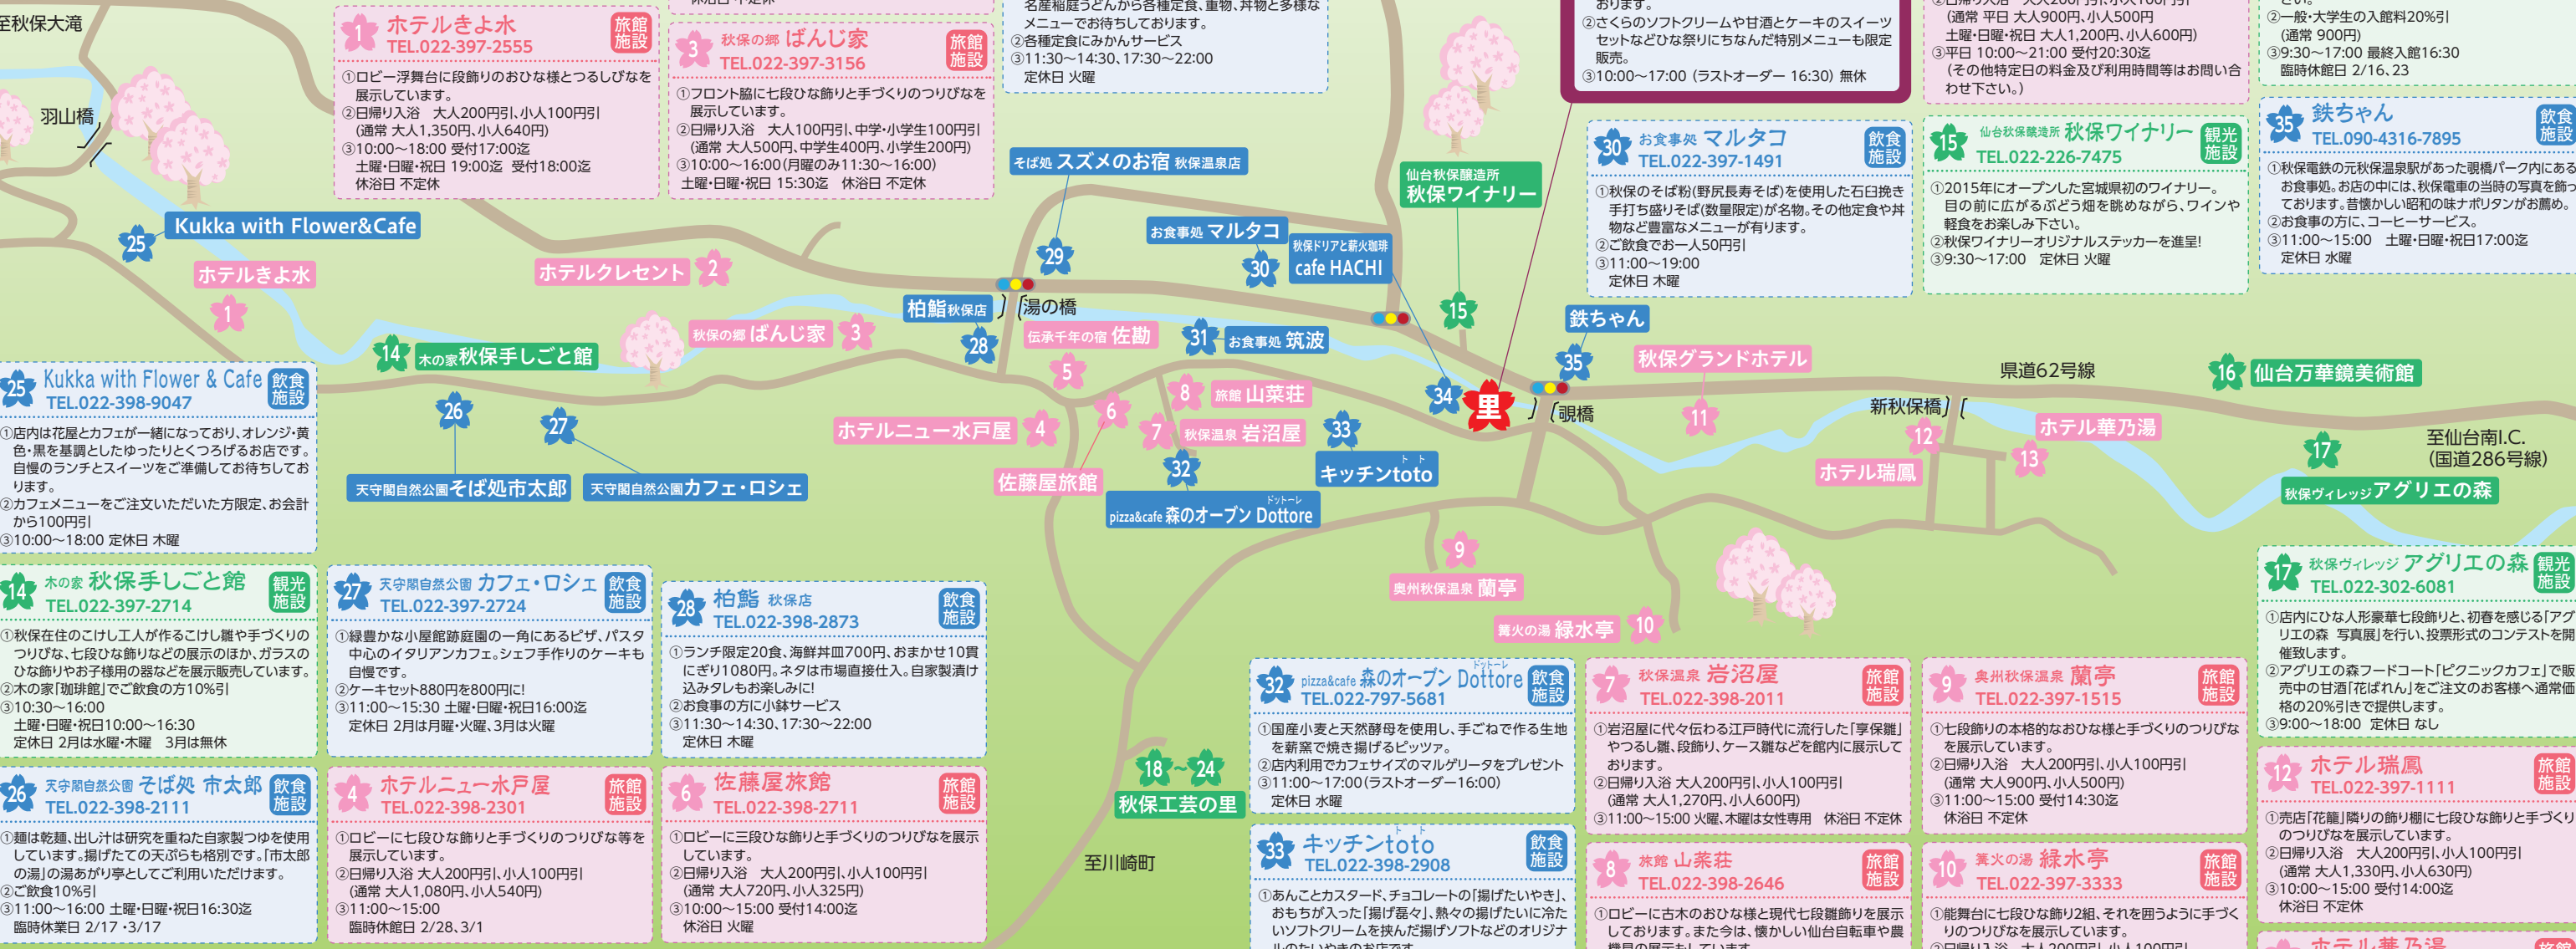 至秋保大滝
羽山橋
1 ホテルきよ水 旅館施設
TEL.022-397-2555
①ロビー浮舞台に段飾りのおひな様とつるしびなを
展示しています。
②日帰り入浴　大人200円引、小人100円引
(通常 大人1,350円、小人640円)
③10:00～18:00 受付17:00迄
土曜・日曜・祝日 19:00迄 受付18:00迄
休浴日 不定休
3 秋保の郷 ばんじ家 旅館施設
TEL.022-397-3156
①フロント脇に七段ひな飾りと手づくりのつりびなを
展示しています。
②日帰り入浴　大人100円引、中学・小学生100円引
(通常 大人500円、中学生400円、小学生200円)
③10:00～16:00(月曜のみ11:30～16:00)
土曜・日曜・祝日 15:30迄　休浴日 不定休
名産稲庭うどんから各種定食、重物、丼物と多様な
メニューでお待ちしております。
②各種定食にみかんサービス
③11:30～14:30、17:30～22:00
定休日 火曜
おります。
②さくらのソフトクリームや甘酒とケーキのスイーツ
セットなどひな祭りにちなんだ特別メニューも限定
販売。
③10:00～17:00 (ラストオーダー 16:30) 無休
(通常 平日 大人900円、小人500円
土曜・日曜・祝日 大人1,200円、小人600円)
③平日 10:00～21:00 受付20:30迄
(その他特定日の料金及び利用時間等はお問い合
わせ下さい。)
さい。
②一般・大学生の入館料20%引
(通常 900円)
③9:30～17:00 最終入館16:30
臨時休館日 2/16、23
30 お食事処 マルタコ 飲食施設
TEL.022-397-1491
①秋保のそば粉(野尻長寿そば)を使用した石臼挽き
手打ち盛りそば(数量限定)が名物。その他定食や丼
物など豊富なメニューが有ります。
②ご飲食でお一人50円引
③11:00～19:00
定休日 木曜
15 仙台秋保醸造所 秋保ワイナリー 観光施設
TEL.022-226-7475
①2015年にオープンした宮城県初のワイナリー。
目の前に広がるぶどう畑を眺めながら、ワインや
軽食をお楽しみ下さい。
②秋保ワイナリーオリジナルステッカーを進呈!
③9:30～17:00　定休日 火曜
35 鉄ちゃん 飲食施設
TEL.090-4316-7895
①秋保電鉄の元秋保温泉駅があった覗橋パーク内にある
お食事処。お店の中には、秋保電車の当時の写真を飾っ
ております。昔懐かしい昭和の味ナポリタンがお薦め。
②お食事の方に、コーヒーサービス。
③11:00～15:00　土曜・日曜・祝日17:00迄
定休日 水曜
25 Kukka with Flower&Cafe
ホテルきよ水
1
ホテルクレセント 2
そば処 スズメのお宿 秋保温泉店
29
お食事処 マルタコ
30
秋保ドリアと薪火珈琲
cafe HACHI
仙台秋保醸造所
秋保ワイナリー
15
柏鮨 秋保店
28
湯の橋
秋保の郷 ばんじ家 3
14 木の家 秋保手しごと館
伝承千年の宿 佐勘
5
31 お食事処 筑波
鉄ちゃん
35
秋保グランドホテル
11
県道62号線
16 仙台万華鏡美術館
34 里
覗橋
新秋保橋
12
ホテル瑞鳳
ホテル華乃湯
13
17
秋保ヴィレッジ アグリエの森
至仙台南I.C.
(国道286号線)
26
天守閣自然公園 そば処市太郎
27
天守閣自然公園 カフェ・ロシェ
ホテルニュー水戸屋 4
6
佐藤屋旅館
8 旅館 山菜荘
7 秋保温泉 岩沼屋
32
ドットーレ
pizza&cafe 森のオーブン Dottore
33
トト
キッチンtoto
9
奥州秋保温泉 蘭亭
篝火の湯 緑水亭 10
18～24
秋保工芸の里
至川崎町
25 Kukka with Flower & Cafe 飲食施設
TEL.022-398-9047
①店内は花屋とカフェが一緒になっており、オレンジ・黄
色・黒を基調としたゆったりとくつろげるお店です。
自慢のランチとスイーツをご準備してお待ちしてお
ります。
②カフェメニューをご注文いただいた方限定、お会計
から100円引
③10:00～18:00 定休日 木曜
14 木の家 秋保手しごと館 観光施設
TEL.022-397-2714
①秋保在住のこけし工人が作るこけし雛や手づくりの
つりびな、七段ひな飾りなどの展示のほか、ガラスの
ひな飾りやお子様用の器などを展示販売しています。
②木の家「珈琲館」でご飲食の方10%引
③10:30～16:00
土曜・日曜・祝日10:00～16:30
定休日 2月は水曜・木曜　3月は無休
26 天守閣自然公園 そば処 市太郎 飲食施設
TEL.022-398-2111
①麺は乾麺、出し汁は研究を重ねた自家製つゆを使用
しています。揚げたての天ぷらも格別です。「市太郎
の湯」の湯あがり亭としてご利用いただけます。
②ご飲食10%引
③11:00～16:00 土曜・日曜・祝日16:30迄
臨時休業日 2/17・3/17
27 天守閣自然公園 カフェ・ロシェ 飲食施設
TEL.022-397-2724
①緑豊かな小屋館跡庭園の一角にあるピザ、パスタ
中心のイタリアンカフェ。シェフ手作りのケーキも
自慢です。
②ケーキセット880円を800円に!
③11:00～15:30 土曜・日曜・祝日16:00迄
定休日 2月は月曜・火曜、3月は火曜
4 ホテルニュー水戸屋 旅館施設
TEL.022-398-2301
①ロビーに七段ひな飾りと手づくりのつりびな等を
展示しています。
②日帰り入浴 大人200円引、小人100円引
(通常 大人1,080円、小人540円)
③11:00～15:00
臨時休館日 2/28、3/1
28 柏鮨 秋保店 飲食施設
TEL.022-398-2873
①ランチ限定20食、海鮮丼皿700円、おまかせ10貫
にぎり1080円。ネタは市場直接仕入。自家製漬け
込みタレもお楽しみに!
②お食事の方に小鉢サービス
③11:30～14:30、17:30～22:00
定休日 木曜
6 佐藤屋旅館 旅館施設
TEL.022-398-2711
①ロビーに三段ひな飾りと手づくりのつりびなを展示
しています。
②日帰り入浴　大人200円引、小人100円引
(通常 大人720円、小人325円)
③10:00～15:00 受付14:00迄
休浴日 火曜
32 pizza&cafe 森のオーブン Dottore 飲食施設
ドットーレ
TEL.022-797-5681
①国産小麦と天然酵母を使用し、手ごねで作る生地
を薪窯で焼き揚げるピッツァ。
②店内利用でカフェサイズのマルゲリータをプレゼント
③11:00～17:00(ラストオーダー16:00)
定休日 水曜
33 キッチンtoto 飲食施設
トト
TEL.022-398-2908
①あんことカスタード、チョコレートの「揚げたいやき」、
おもちが入った「揚げ磊々」、熱々の揚げたいに冷た
いソフトクリームを挟んだ揚げソフトなどのオリジナ
ルのたいやきのお店です。
7 秋保温泉 岩沼屋 旅館施設
TEL.022-398-2011
①岩沼屋に代々伝わる江戸時代に流行した「享保雛」
やつるし雛、段飾り、ケース雛などを館内に展示して
おります。
②日帰り入浴 大人200円引、小人100円引
(通常 大人1,270円、小人600円)
③11:00～15:00 火曜、木曜は女性専用　休浴日 不定休
8 旅館 山菜荘 旅館施設
TEL.022-398-2646
①ロビーに古木のおひな様と現代七段雛飾りを展示
しております。また今は、懐かしい仙台自転車や農
機具の展示もしています。
9 奥州秋保温泉 蘭亭 旅館施設
TEL.022-397-1515
①七段飾りの本格的なおひな様と手づくりのつりびな
を展示しています。
②日帰り入浴　大人200円引、小人100円引
(通常 大人900円、小人500円)
③11:00～15:00 受付14:30迄
休浴日 不定休
10 篝火の湯 緑水亭 旅館施設
TEL.022-397-3333
①能舞台に七段ひな飾り2組、それを囲うように手づく
りのつりびなを展示しています。
②日帰り入浴　大人200円引、小人100円引
17 秋保ヴィレッジ アグリエの森 観光施設
TEL.022-302-6081
①店内にひな人形豪華七段飾りと、初春を感じる「アグ
リエの森 写真展」を行い、投票形式のコンテストを開
催致します。
②アグリエの森フードコート「ピクニックカフェ」で販
売中の甘酒「花ばれん」をご注文のお客様へ通常価
格の20%引きで提供します。
③9:00～18:00 定休日 なし
12 ホテル瑞鳳 旅館施設
TEL.022-397-1111
①売店「花籠」隣りの飾り棚に七段ひな飾りと手づくり
のつりびなを展示しています。
②日帰り入浴　大人200円引、小人100円引
(通常 大人1,330円、小人630円)
③10:00～15:00 受付14:00迄
休浴日 不定休
ホテル華乃湯